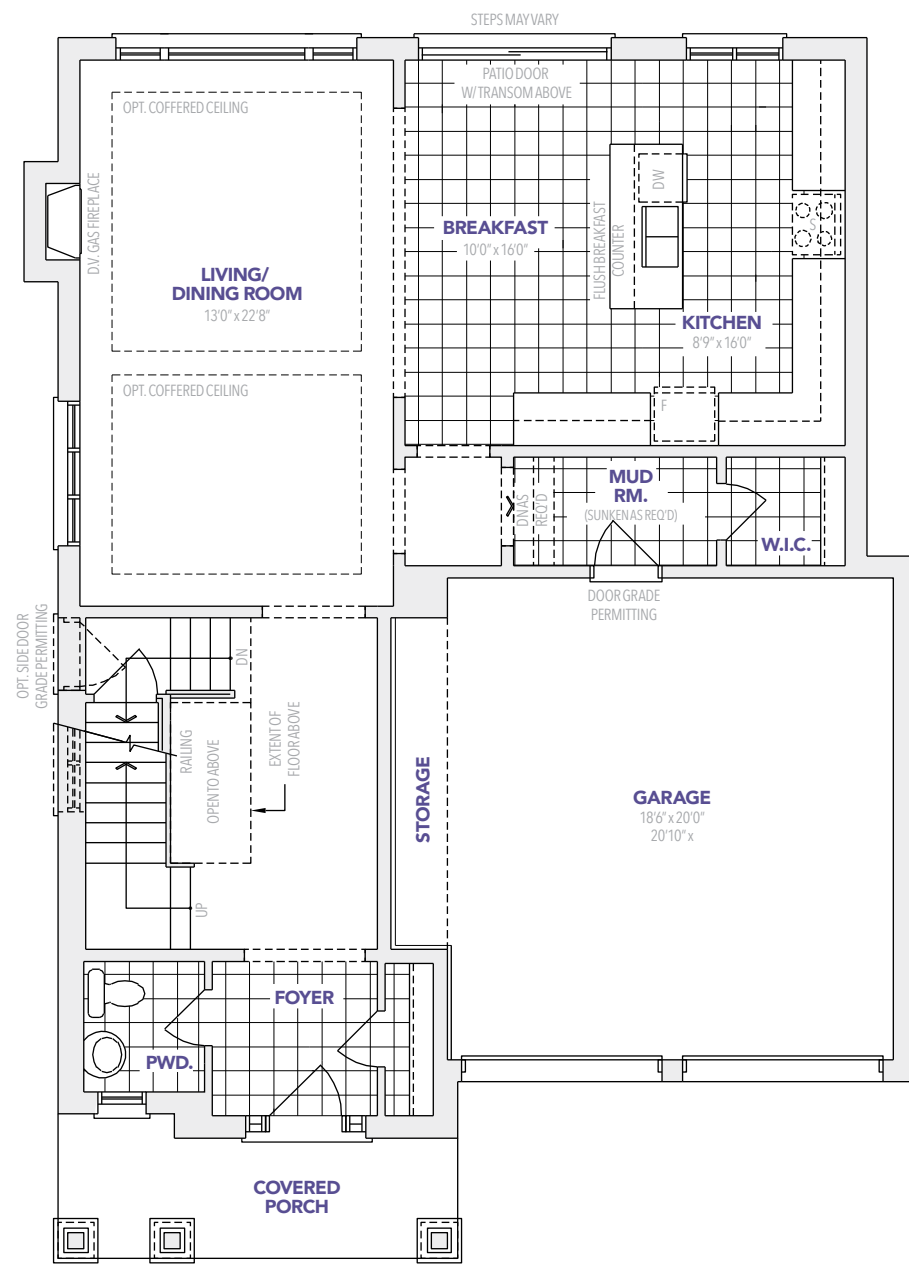 STEPS MAY VARY
PATIO DOOR
W/ TRANSOM ABOVE
OPT. COFFERED CEILING
D.V. GAS FIREPLACE
LIVING/
DINING ROOM
13'0" x 22'8"
BREAKFAST
10'0" x 16'0"
FLUSH BREAKFAST
COUNTER
DW
S
KITCHEN
8'9" x 16'0"
F
OPT. COFFERED CEILING
MUD
RM.
(SUNKEN AS REQ'D)
DN AS
REQ'D
W.I.C.
DOOR GRADE
PERMITTING
OPT. SIDE DOOR
GRADE PERMITTING
DN
RAILING
OPEN TO ABOVE
EXTENT OF
FLOOR ABOVE
UP
STORAGE
GARAGE
18'6" x 20'0"
20'10" x
FOYER
PWD.
COVERED
PORCH